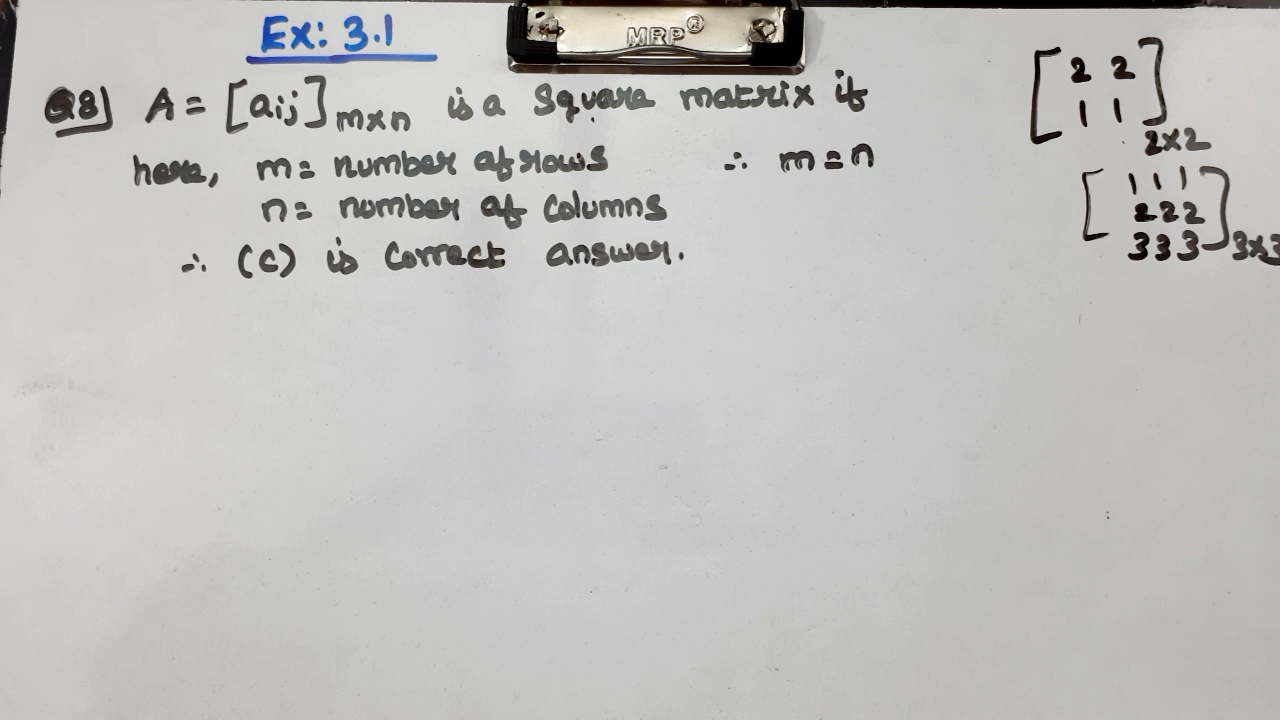 Ex: 3.1
MRP®
Q8] A = [aij]m×n is a square matrix if
here, m = number of rows ∴ m = n
n = number of columns
∴ (c) is correct answer.
[2 2
1 1]2×2
[1 1 1
2 2 2
3 3 3]3×3